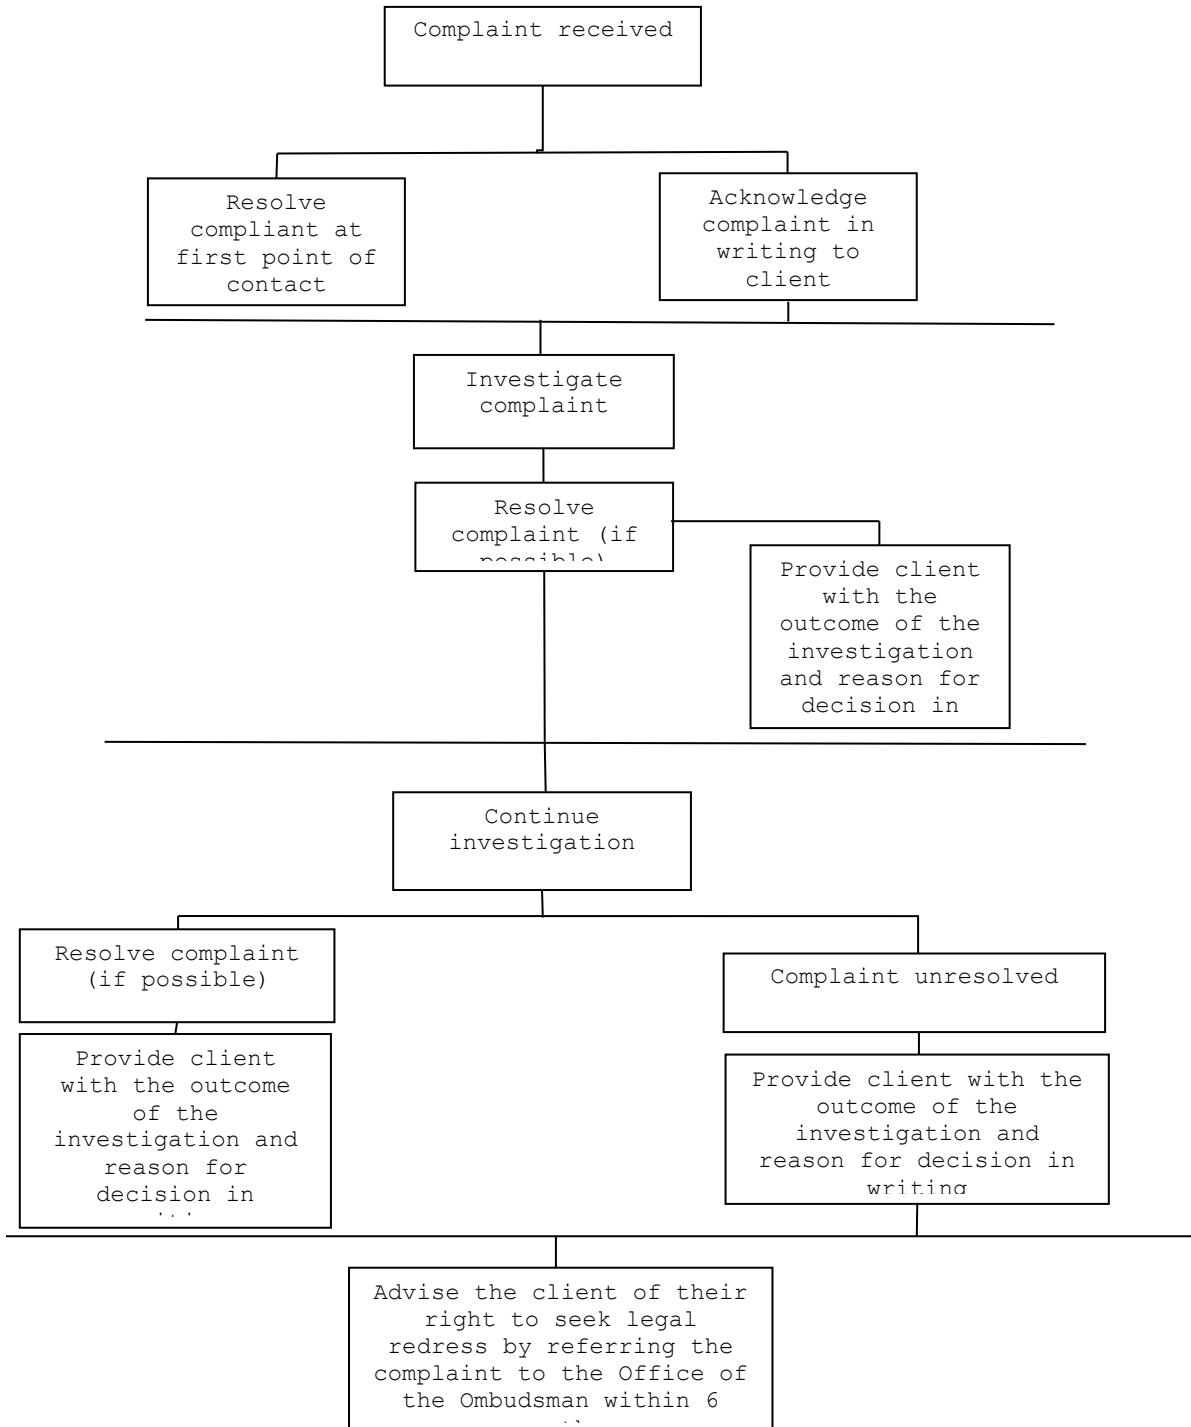 Complaint received
Resolve
compliant at
first point of
contact
Acknowledge
complaint in
writing to
client
Investigate
complaint
Resolve
complaint (if
possible)
Provide client
with the
outcome of the
investigation
and reason for
decision in
Continue
investigation
Resolve complaint
(if possible)
Complaint unresolved
Provide client
with the outcome
of the
investigation and
reason for
decision in
Provide client with the
outcome of the
investigation and
reason for decision in
writing
Advise the client of their
right to seek legal
redress by referring the
complaint to the Office of
the Ombudsman within 6